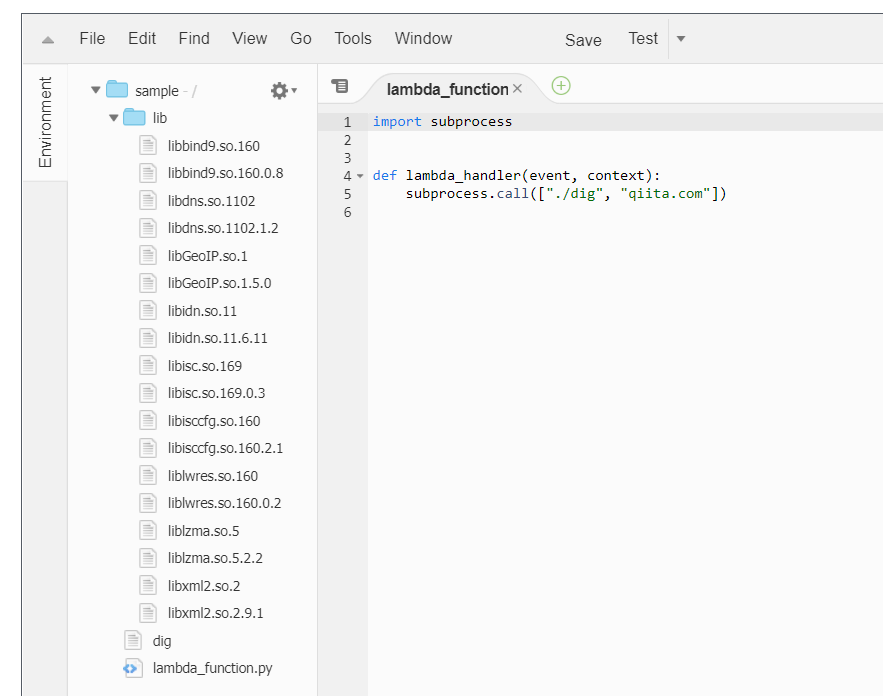 File Edit Find View Go Tools Window Save Test
Environment
sample - /
lib
libbind9.so.160
libbind9.so.160.0.8
libdns.so.1102
libdns.so.1102.1.2
libGeoIP.so.1
libGeoIP.so.1.5.0
libidn.so.11
libidn.so.11.6.11
libisc.so.169
libisc.so.169.0.3
libisccfg.so.160
libisccfg.so.160.2.1
liblwres.so.160
liblwres.so.160.0.2
liblzma.so.5
liblzma.so.5.2.2
libxml2.so.2
libxml2.so.2.9.1
dig
lambda_function.py
lambda_function
1 import subprocess
2
3
4 def lambda_handler(event, context):
5 subprocess.call(["./dig", "qiita.com"])
6